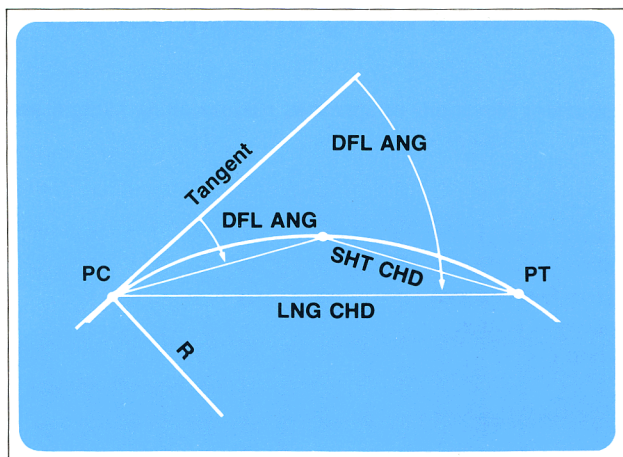 DFL ANG
Tangent
DFL ANG
PC
SHT CHD
PT
LNG CHD
R